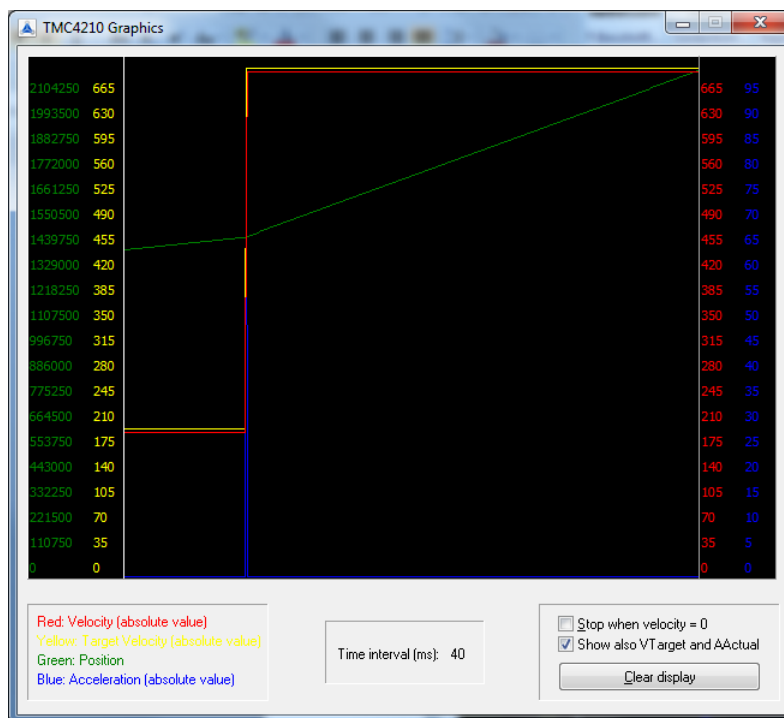 TMC4210 Graphics
2104250 665 665 95
1993500 630 630 90
1882750 595 595 85
1772000 560 560 80
1661250 525 525 75
1550500 490 490 70
1439750 455 455 65
1329000 420 420 60
1218250 385 385 55
1107500 350 350 50
996750 315 315 45
886000 280 280 40
775250 245 245 35
664500 210 210 30
553750 175 175 25
443000 140 140 20
332250 105 105 15
221500 70 70 10
110750 35 35 5
0 0 0 0
Red: Velocity (absolute value)
Yellow: Target Velocity (absolute value)
Green: Position
Blue: Acceleration (absolute value)
Time interval (ms): 40
Stop when velocity = 0
Show also VTarget and AActual
Clear display